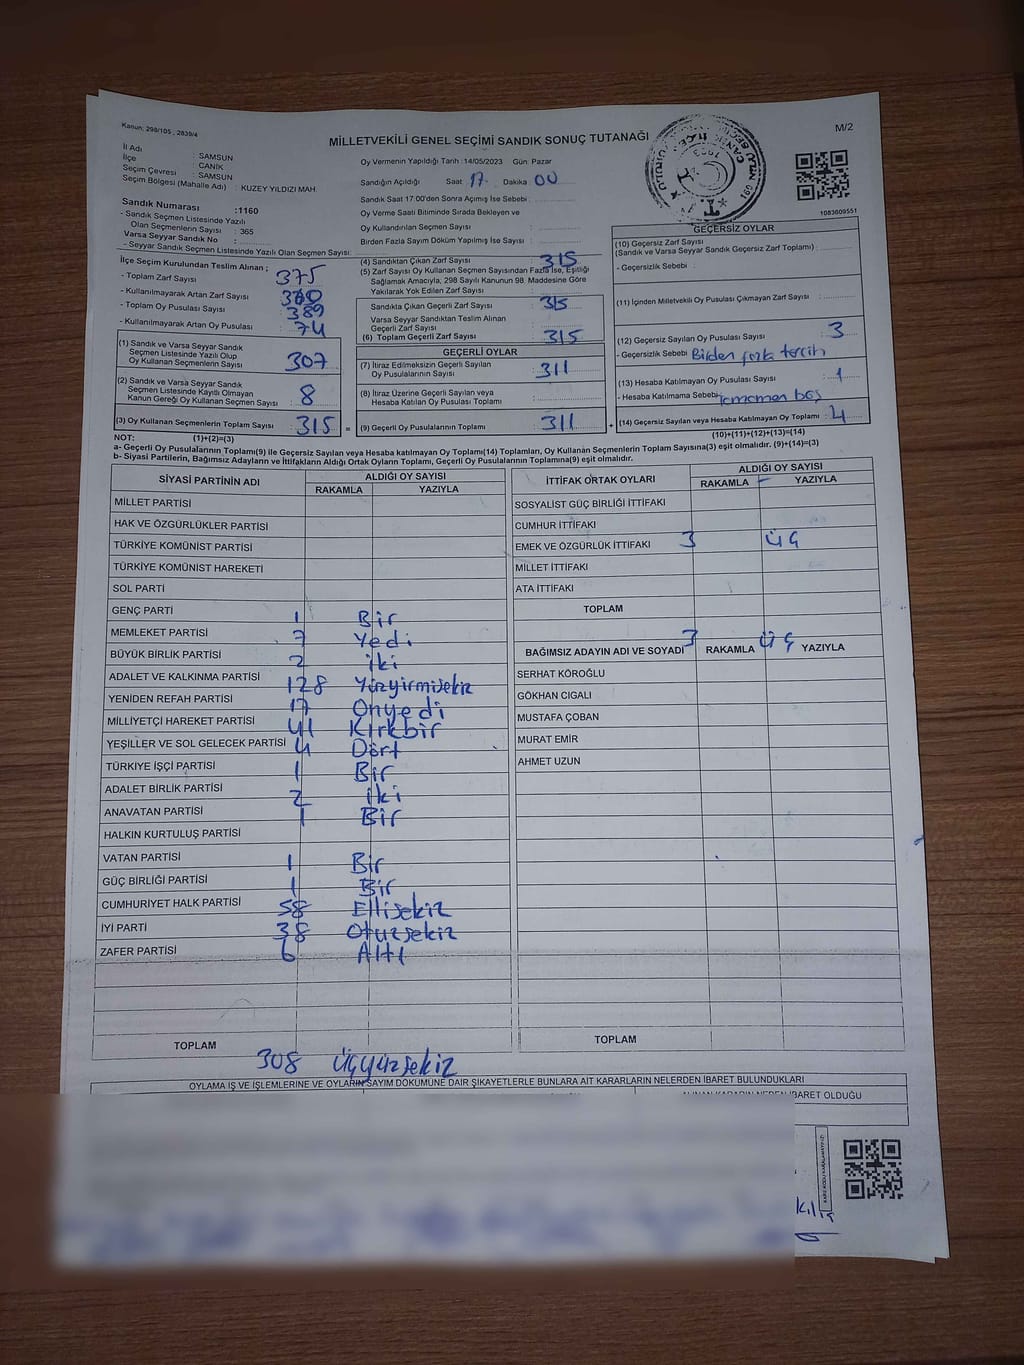 Kanun: 298/105 , 2839/4
MİLLETVEKİLİ GENEL SEÇİMİ SANDIK SONUÇ TUTANAĞI
M/2
İl Adı : SAMSUN
İlçe : CANİK
Seçim Çevresi : SAMSUN
Seçim Bölgesi (Mahalle Adı) : KUZEY YILDIZI MAH.
Sandık Numarası :1160
- Sandık Seçmen Listesinde Yazılı
Olan Seçmenlerin Sayısı : 365
Varsa Seyyar Sandık No :
- Seyyar Sandık Seçmen Listesinde Yazılı Olan Seçmen Sayısı:
Oy Vermenin Yapıldığı Tarih :14/05/2023 Gün: Pazar
Sandığın Açıldığı Saat 17 Dakika 00
Sandık Saat 17:00'den Sonra Açımış İse Sebebi
Oy Verme Saati Bitiminde Sırada Bekleyen ve
Oy Kullandırılan Seçmen Sayısı :
Birden Fazla Sayım Döküm Yapılmış İse Sayısı :
1083609551
İlçe Seçim Kurulundan Teslim Alınan ;
- Toplam Zarf Sayısı : 375
- Kullanılmayarak Artan Zarf Sayısı
- Toplam Oy Pusulası Sayısı : 389
- Kullanılmayarak Artan Oy Pusulası : 74
(1) Sandık ve Varsa Seyyar Sandık
Seçmen Listesinde Yazılı Olup
Oy Kullanan Seçmenlerin Sayısı : 307
(2) Sandık ve Varsa Seyyar Sandık
Seçmen Listesinde Kayıtlı Olmayan
Kanun Gereği Oy Kullanan Seçmen Sayısı : 8
(3) Oy Kullanan Seçmenlerin Toplam Sayısı : 315 =
(4) Sandıktan Çıkan Zarf Sayısı : 315
(5) Zarf Sayısı Oy Kullanan Seçmen Sayısından Fazla İse, Eşitliği
Sağlamak Amacıyla, 298 Sayılı Kanunun 98. Maddesine Göre
Yakılarak Yok Edilen Zarf Sayısı :
Sandıkta Çıkan Geçerli Zarf Sayısı : 315
Varsa Seyyar Sandıktan Teslim Alınan
Geçerli Zarf Sayısı :
(6) Toplam Geçerli Zarf Sayısı : 315
GEÇERLİ OYLAR
(7) İtiraz Edilmeksizin Geçerli Sayılan
Oy Pusulalarının Sayısı : 311
(8) İtiraz Üzerine Geçerli Sayılan veya
Hesaba Katılan Oy Pusulası Toplamı :
(9) Geçerli Oy Pusulalarının Toplamı : 311 +
GEÇERSİZ OYLAR
(10) Geçersiz Zarf Sayısı
(Sandık ve Varsa Sandık Geçersiz Zarf Toplamı) :
- Geçersizlik Sebebi :
(11) İçinden Milletvekili Oy Pusulası Çıkmayan Zarf Sayısı :
(12) Geçersiz Sayılan Oy Pusulası Sayısı : 3
- Geçersizlik Sebebi Birden fazla tercih
(13) Hesaba Katılmayan Oy Pusulası Sayısı : 1
- Hesaba Katılmama Sebebi : tamamen boş
(14) Geçersiz Sayılan veya Hesaba Katılmayan Oy Toplamı : 4
NOT: (1)+(2)=(3)
(10)+(11)+(12)+(13)=(14)
a- Geçerli Oy Pusulalarının Toplamı(9) ile Geçersiz Sayılan veya Hesaba katılmayan Oy Toplam(14) Toplamları, Oy Kullanan Seçmenlerin Toplam Sayısına(3) eşit olmalıdır. (9)+(14)=(3)
b- Siyasi Partilerin, Bağımsız Adayların ve İttifakların Aldığı Ortak Oyların Toplamı, Geçerli Oy Pusulalarının Toplamına(9) eşit olmalıdır.
SİYASİ PARTİNİN ADI ALDIĞI OY SAYISI
RAKAMLA YAZIYLA
MİLLET PARTİSİ
HAK VE ÖZGÜRLÜKLER PARTİSİ
TÜRKİYE KOMÜNİST PARTİSİ
TÜRKİYE KOMÜNİST HAREKETİ
SOL PARTİ
GENÇ PARTİ 1 Bir
MEMLEKET PARTİSİ 7 Yedi
BÜYÜK BİRLİK PARTİSİ 2 iki
ADALET VE KALKINMA PARTİSİ 128 Yüzyirmisekiz
YENİDEN REFAH PARTİSİ 17 Onyedi
MİLLİYETÇİ HAREKET PARTİSİ 41 Kırkbir
YEŞİLLER VE SOL GELECEK PARTİSİ 4 Dört
TÜRKİYE İŞÇİ PARTİSİ 1 Bir
ADALET BİRLİK PARTİSİ 2 iki
ANAVATAN PARTİSİ 1 Bir
HALKIN KURTULUŞ PARTİSİ
VATAN PARTİSİ 1 Bir
GÜÇ BİRLİĞİ PARTİSİ 1 Bir
CUMHURİYET HALK PARTİSİ 58 Ellisekiz
İYİ PARTİ 38 Otuzsekiz
ZAFER PARTİSİ 6 Altı
TOPLAM 308 Üçyüzsekiz
İTTİFAK ORTAK OYLARI ALDIĞI OY SAYISI
RAKAMLA YAZIYLA
SOSYALİST GÜÇ BİRLİĞİ İTTİFAKI
CUMHUR İTTİFAKI
EMEK VE ÖZGÜRLÜK İTTİFAKI 3 Üç
MİLLET İTTİFAKI
ATA İTTİFAKI
TOPLAM 3 Üç
BAĞIMSIZ ADAYIN ADI VE SOYADI RAKAMLA YAZIYLA
SERHAT KÖROĞLU
GÖKHAN CIGALI
MUSTAFA ÇOBAN
MURAT EMİR
AHMET UZUN
TOPLAM
OYLAMA İŞ VE İŞLEMLERİNE VE OYLARIN SAYIM DÖKÜMÜNE DAİR ŞİKAYETLERLE BUNLARA AİT KARARLARIN NELERDEN İBARET BULUNDUKLARI
ALINAN KARARIN NEDEN İBARET OLDUĞU